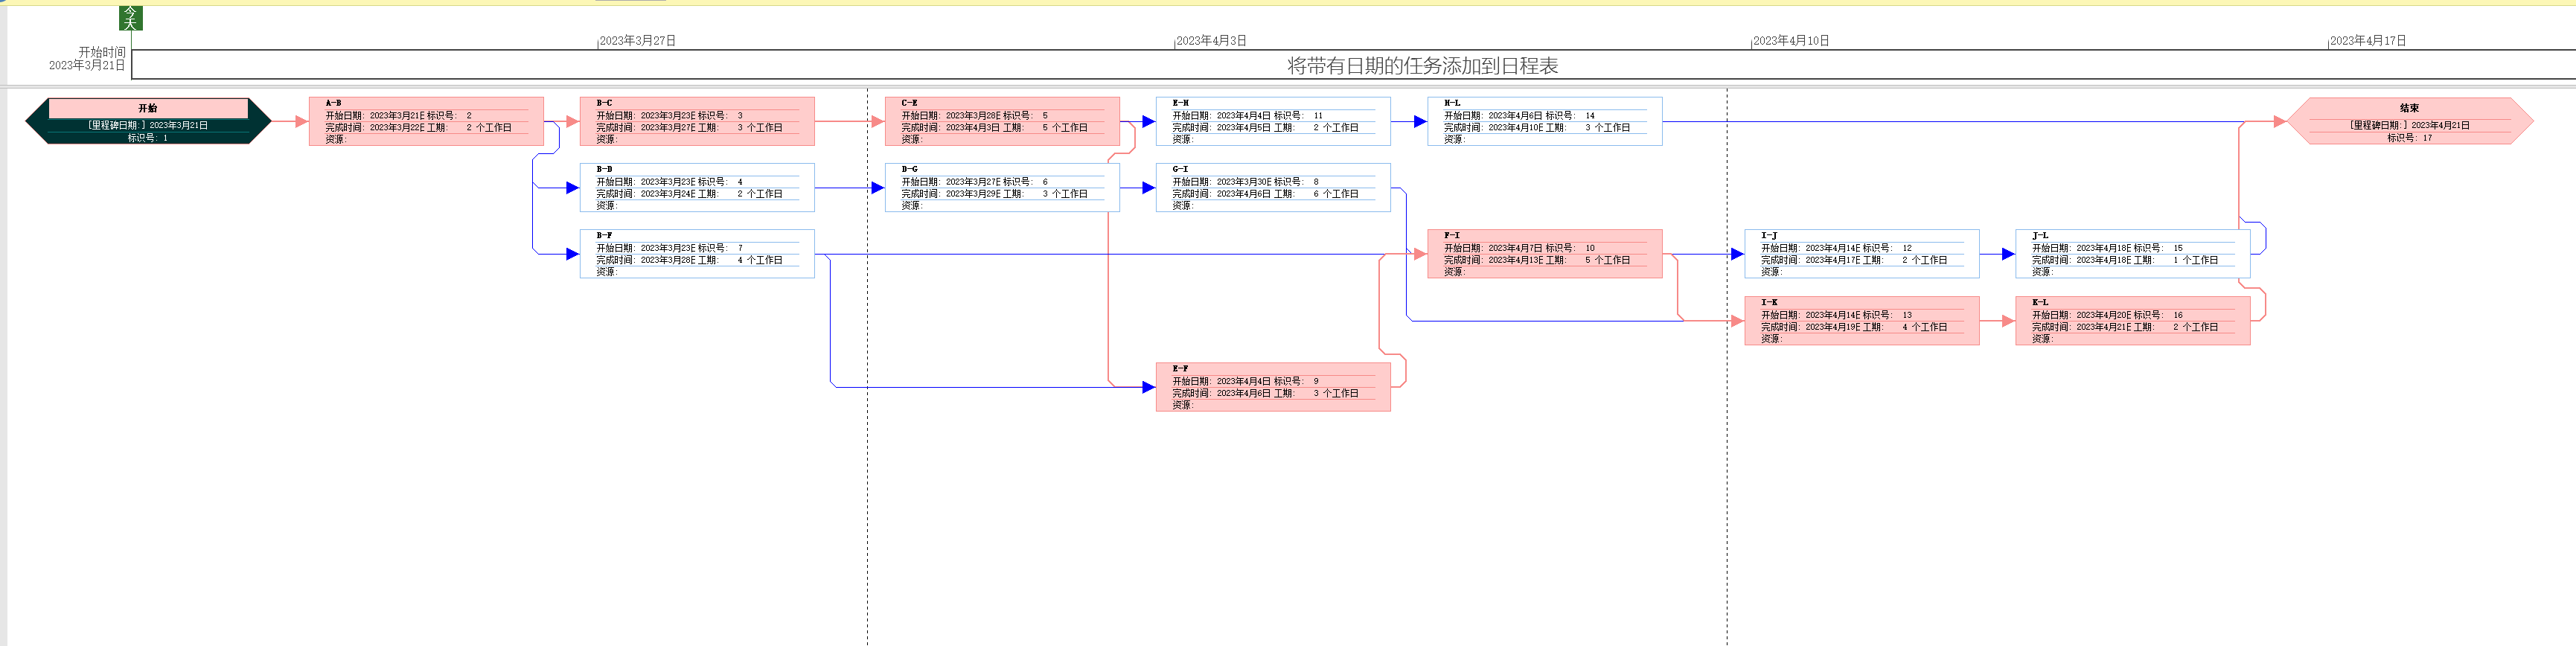 今天
开始时间
2023年3月21日
2023年3月27日
2023年4月3日
2023年4月10日
2023年4月17日
将带有日期的任务添加到日程表
开始
[里程碑日期:] 2023年3月21日
标识号: 1
A-B
开始日期: 2023年3月21日 标识号: 2
完成时间: 2023年3月22日 工期: 2 个工作日
资源:
B-C
开始日期: 2023年3月23日 标识号: 3
完成时间: 2023年3月27日 工期: 3 个工作日
资源:
C-E
开始日期: 2023年3月28日 标识号: 5
完成时间: 2023年4月3日 工期: 5 个工作日
资源:
E-H
开始日期: 2023年4月4日 标识号: 11
完成时间: 2023年4月5日 工期: 2 个工作日
资源:
H-L
开始日期: 2023年4月6日 标识号: 14
完成时间: 2023年4月10日 工期: 3 个工作日
资源:
结束
[里程碑日期:] 2023年4月21日
标识号: 17
B-D
开始日期: 2023年3月23日 标识号: 4
完成时间: 2023年3月24日 工期: 2 个工作日
资源:
D-G
开始日期: 2023年3月27日 标识号: 6
完成时间: 2023年3月29日 工期: 3 个工作日
资源:
G-I
开始日期: 2023年3月30日 标识号: 8
完成时间: 2023年4月6日 工期: 6 个工作日
资源:
B-F
开始日期: 2023年3月23日 标识号: 7
完成时间: 2023年3月28日 工期: 4 个工作日
资源:
F-I
开始日期: 2023年4月7日 标识号: 10
完成时间: 2023年4月13日 工期: 5 个工作日
资源:
I-J
开始日期: 2023年4月14日 标识号: 12
完成时间: 2023年4月17日 工期: 2 个工作日
资源:
J-L
开始日期: 2023年4月18日 标识号: 15
完成时间: 2023年4月18日 工期: 1 个工作日
资源:
I-K
开始日期: 2023年4月14日 标识号: 13
完成时间: 2023年4月19日 工期: 4 个工作日
资源:
K-L
开始日期: 2023年4月20日 标识号: 16
完成时间: 2023年4月21日 工期: 2 个工作日
资源:
E-F
开始日期: 2023年4月4日 标识号: 9
完成时间: 2023年4月6日 工期: 3 个工作日
资源: